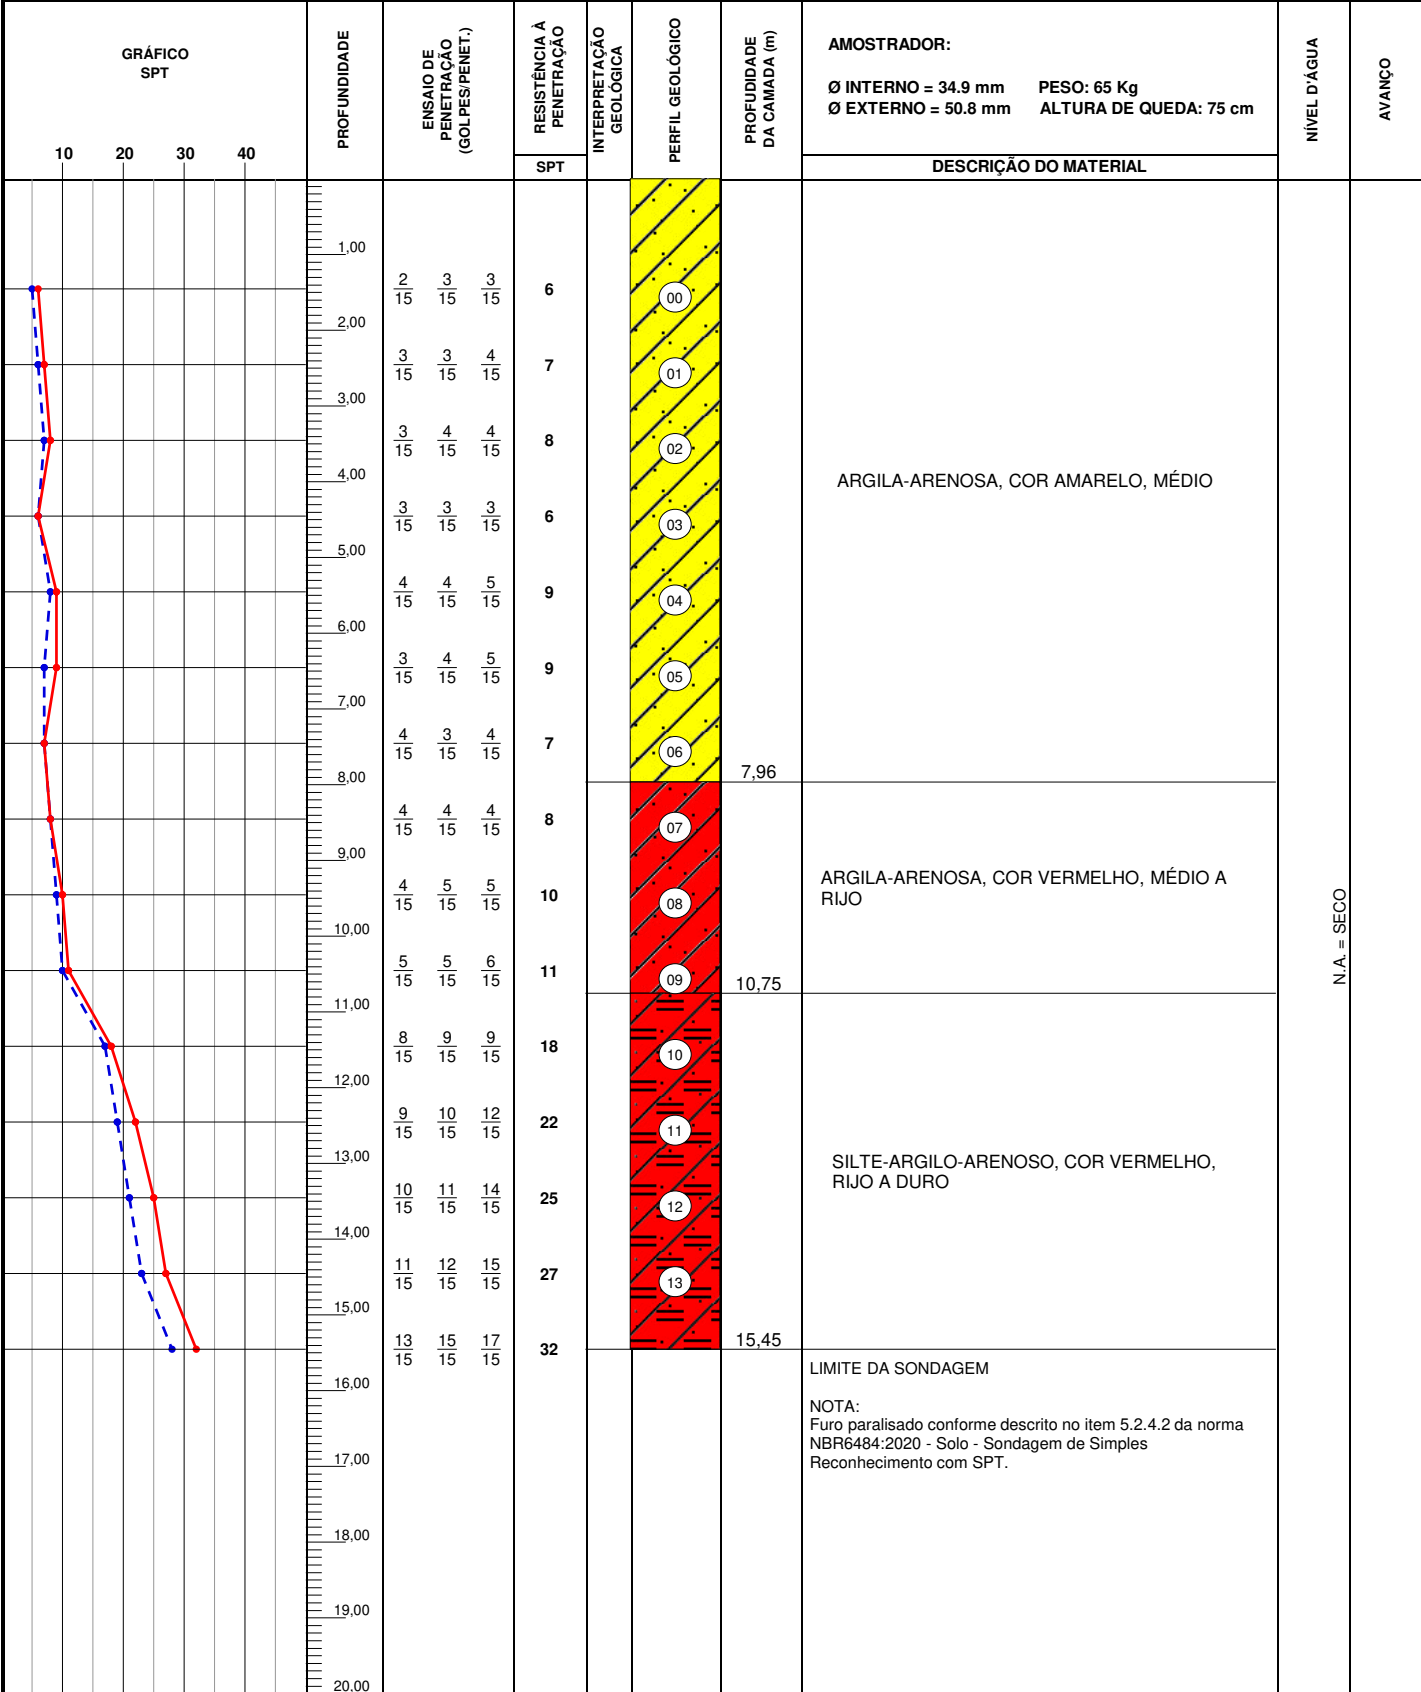 GRÁFICO
SPT
10 20 30 40
PROFUNDIDADE
ENSAIO DE
PENETRAÇÃO
(GOLPES/PENET.)
RESISTÊNCIA À
PENETRAÇÃO
SPT
INTERPRETAÇÃO
GEOLÓGICA
PERFIL GEOLÓGICO
PROFUDIDADE
DA CAMADA (m)
AMOSTRADOR:
Ø INTERNO = 34.9 mm PESO: 65 Kg
Ø EXTERNO = 50.8 mm ALTURA DE QUEDA: 75 cm
DESCRIÇÃO DO MATERIAL
NÍVEL D'ÁGUA
AVANÇO
1,00
2/15 3/15 3/15 6 00
2,00
3/15 3/15 4/15 7 01
3,00
3/15 4/15 4/15 8 02
4,00
ARGILA-ARENOSA, COR AMARELO, MÉDIO
3/15 3/15 3/15 6 03
5,00
4/15 4/15 5/15 9 04
6,00
3/15 4/15 5/15 9 05
7,00
4/15 3/15 4/15 7 06
7,96
8,00
4/15 4/15 4/15 8 07
9,00
ARGILA-ARENOSA, COR VERMELHO, MÉDIO A
RIJO
4/15 5/15 5/15 10 08
10,00
N.A. = SECO
5/15 5/15 6/15 11 09
10,75
11,00
8/15 9/15 9/15 18 10
12,00
9/15 10/15 12/15 22 11
13,00
SILTE-ARGILO-ARENOSO, COR VERMELHO,
RIJO A DURO
10/15 11/15 14/15 25 12
14,00
11/15 12/15 15/15 27 13
15,00
15,45
13/15 15/15 17/15 32
LIMITE DA SONDAGEM
16,00
NOTA:
Furo paralisado conforme descrito no item 5.2.4.2 da norma
NBR6484:2020 - Solo - Sondagem de Simples
Reconhecimento com SPT.
17,00
18,00
19,00
20,00